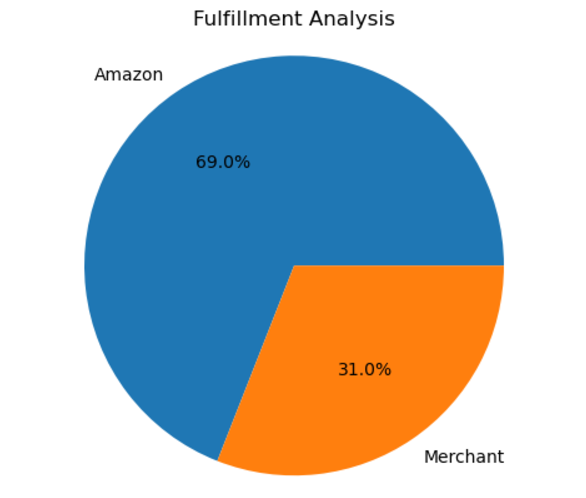 Fulfillment Analysis
Amazon
69.0%
31.0%
Merchant